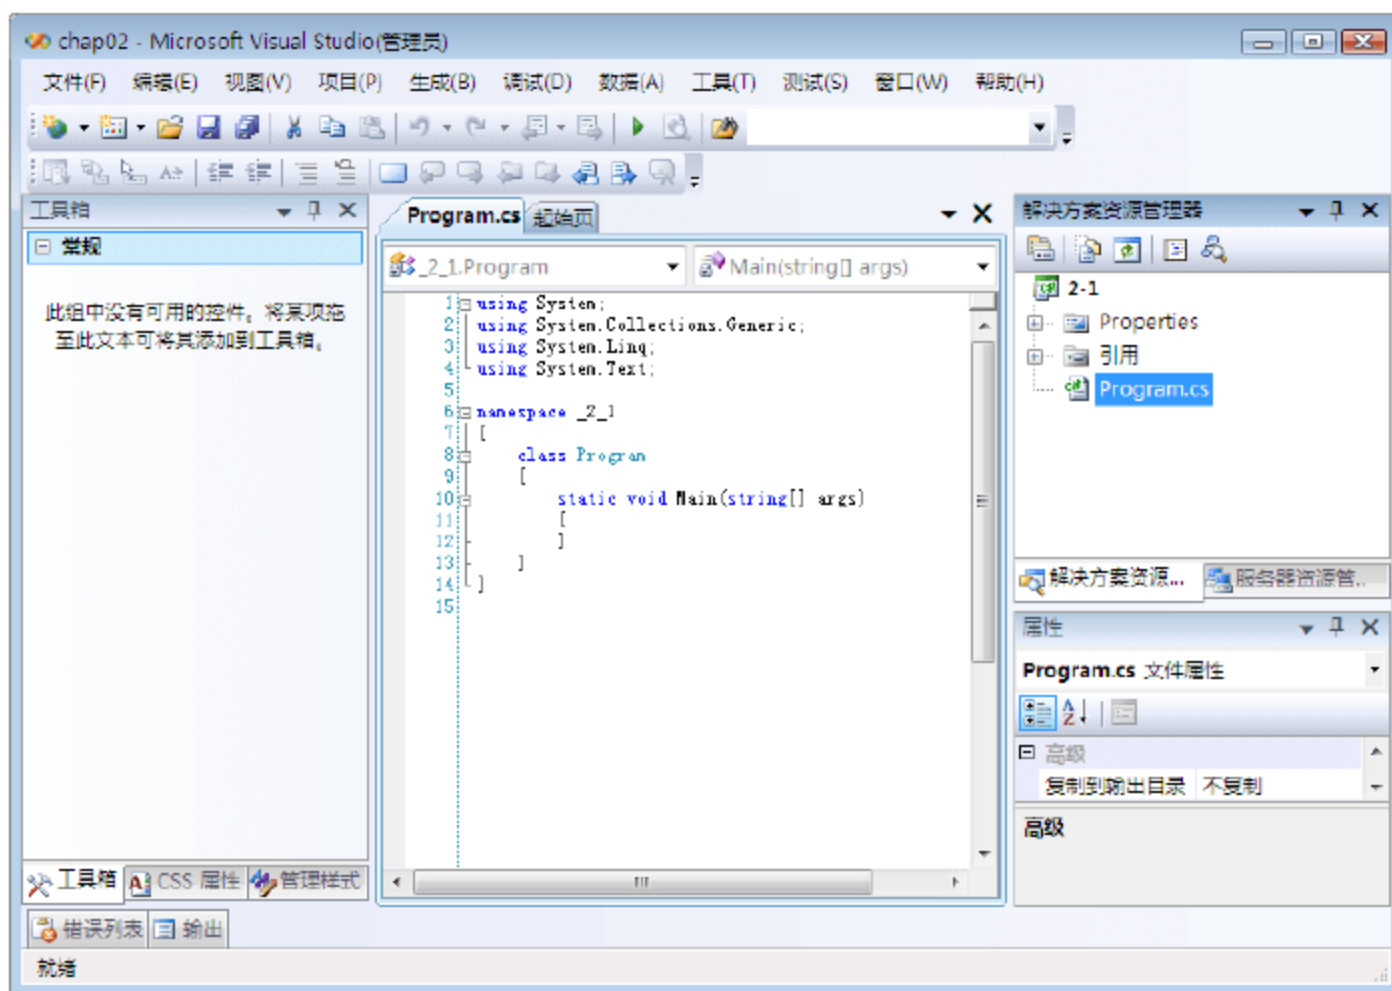 chap02 - Microsoft Visual Studio(管理员)
文件(F) 编辑(E) 视图(V) 项目(P) 生成(B) 调试(D) 数据(A) 工具(T) 测试(S) 窗口(W) 帮助(H)
工具箱
常规
此组中没有可用的控件。将某项拖
至此文本可将其添加到工具箱。
工具箱 CSS 属性 管理样式
Program.cs 起始页
_2_1.Program Main(string[] args)
1 using System;
2 using System.Collections.Generic;
3 using System.Linq;
4 using System.Text;
5
6 namespace _2_1
7 {
8 class Program
9 {
10 static void Main(string[] args)
11 {
12 }
13 }
14 }
15
解决方案资源管理器
2-1
Properties
引用
Program.cs
解决方案资源... 服务器资源管...
属性
Program.cs 文件属性
高级
复制到输出目录 不复制
高级
错误列表 输出
就绪